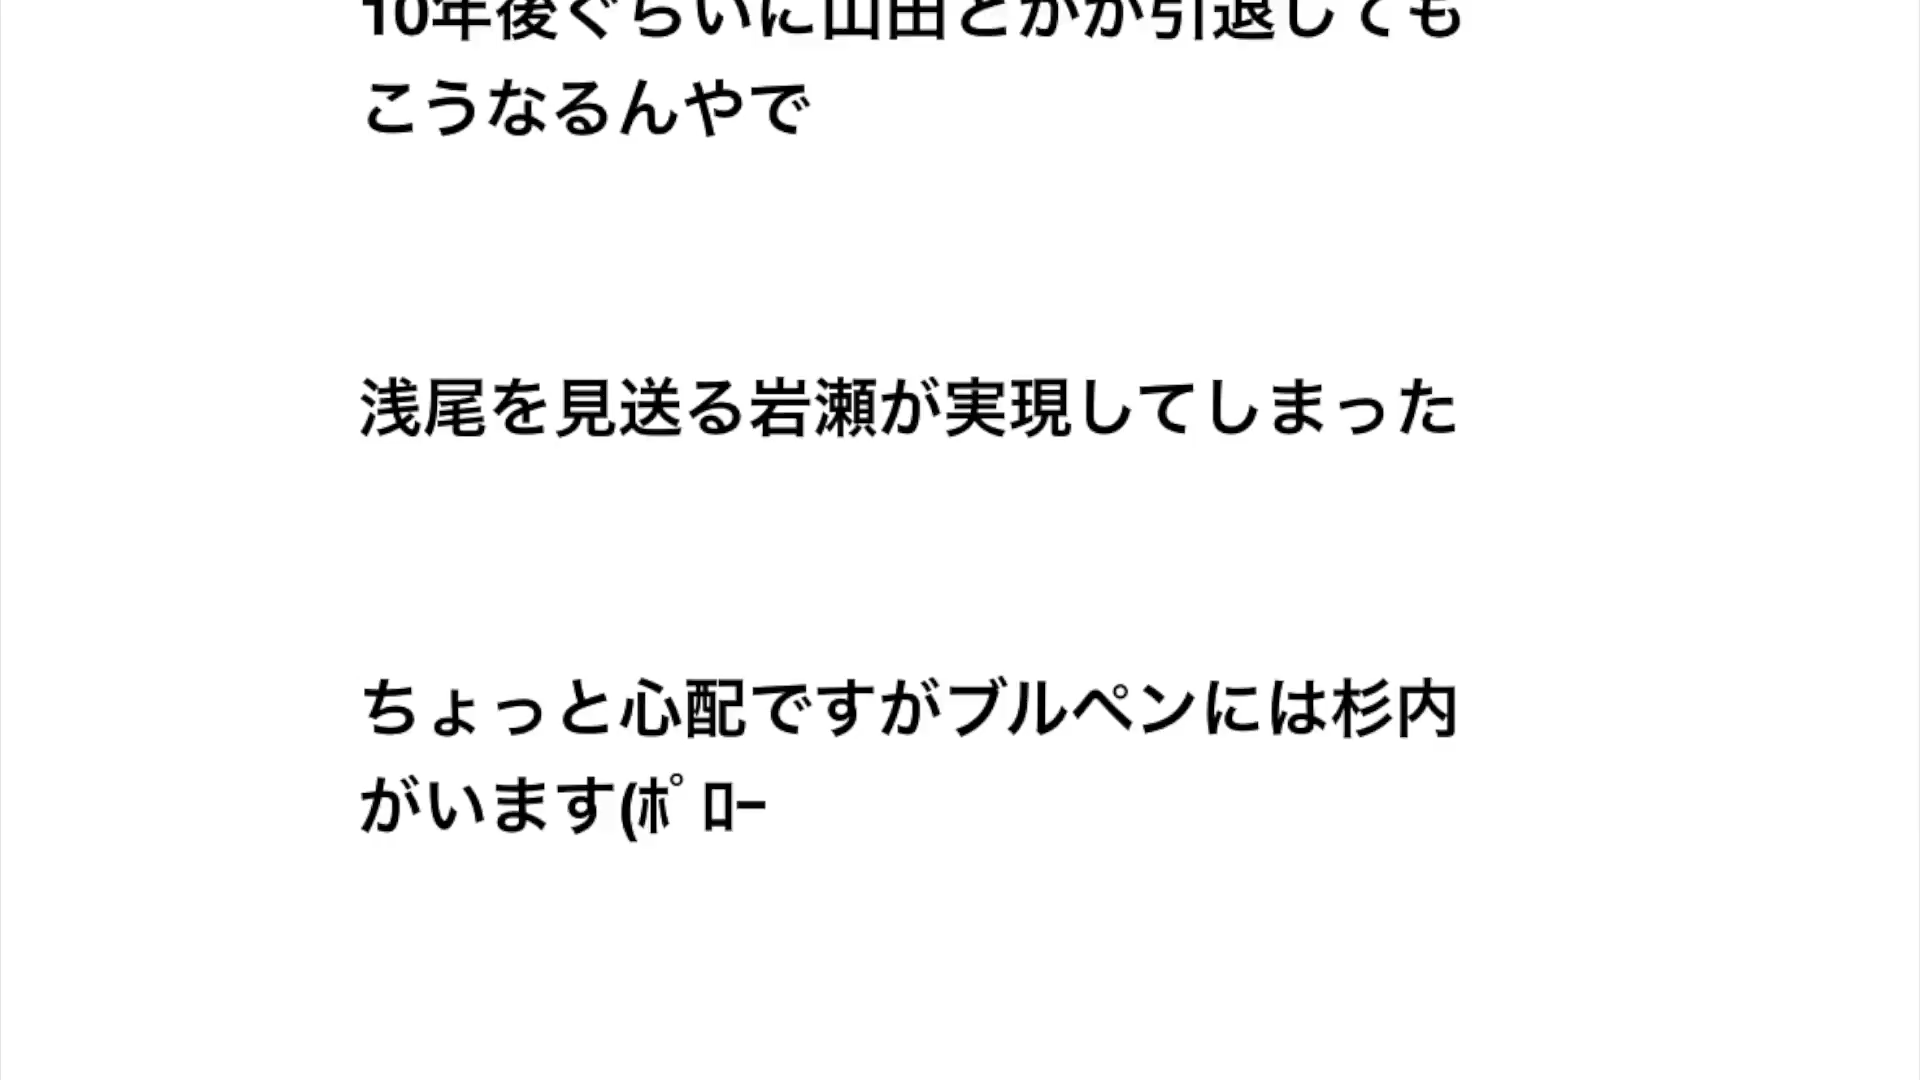 10年後ぐらいに山田とかが引退しても
こうなるんやで
浅尾を見送る岩瀬が実現してしまった
ちょっと心配ですがブルペンには杉内
がいます(ﾎﾟﾛｰ